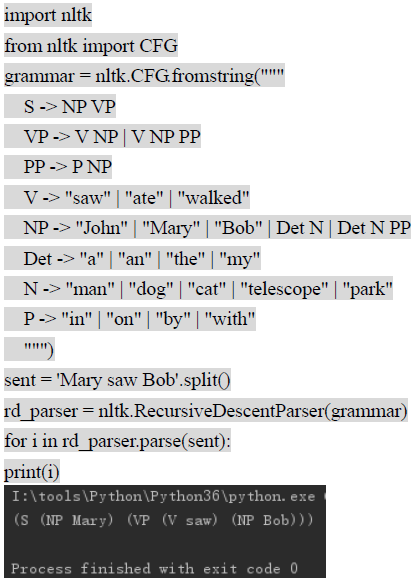 import nltk
from nltk import CFG
grammar = nltk.CFG.fromstring("""
S -> NP VP
VP -> V NP | V NP PP
PP -> P NP
V -> "saw" | "ate" | "walked"
NP -> "John" | "Mary" | "Bob" | Det N | Det N PP
Det -> "a" | "an" | "the" | "my"
N -> "man" | "dog" | "cat" | "telescope" | "park"
P -> "in" | "on" | "by" | "with"
""")
sent = 'Mary saw Bob'.split()
rd_parser = nltk.RecursiveDescentParser(grammar)
for i in rd_parser.parse(sent):
print(i)
I:\tools\Python\Python36\python.exe
(S (NP Mary) (VP (V saw) (NP Bob)))
Process finished with exit code 0